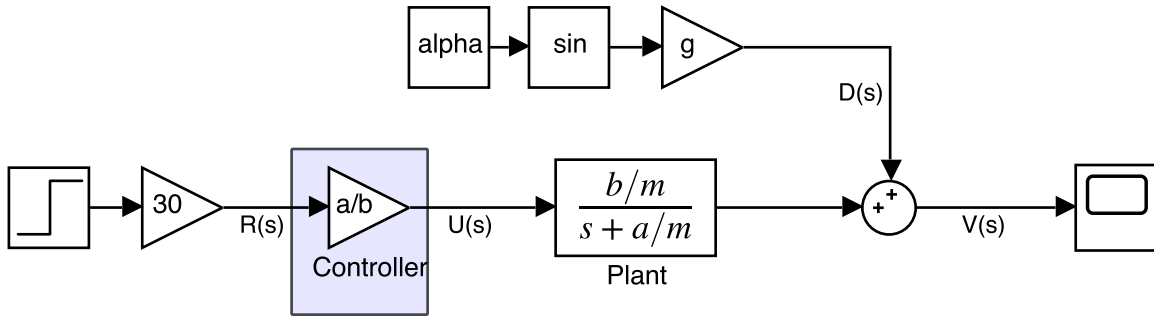 alpha
sin
g
D(s)
30
R(s)
a/b
Controller
U(s)
b/m
s + a/m
Plant
+
+
V(s)